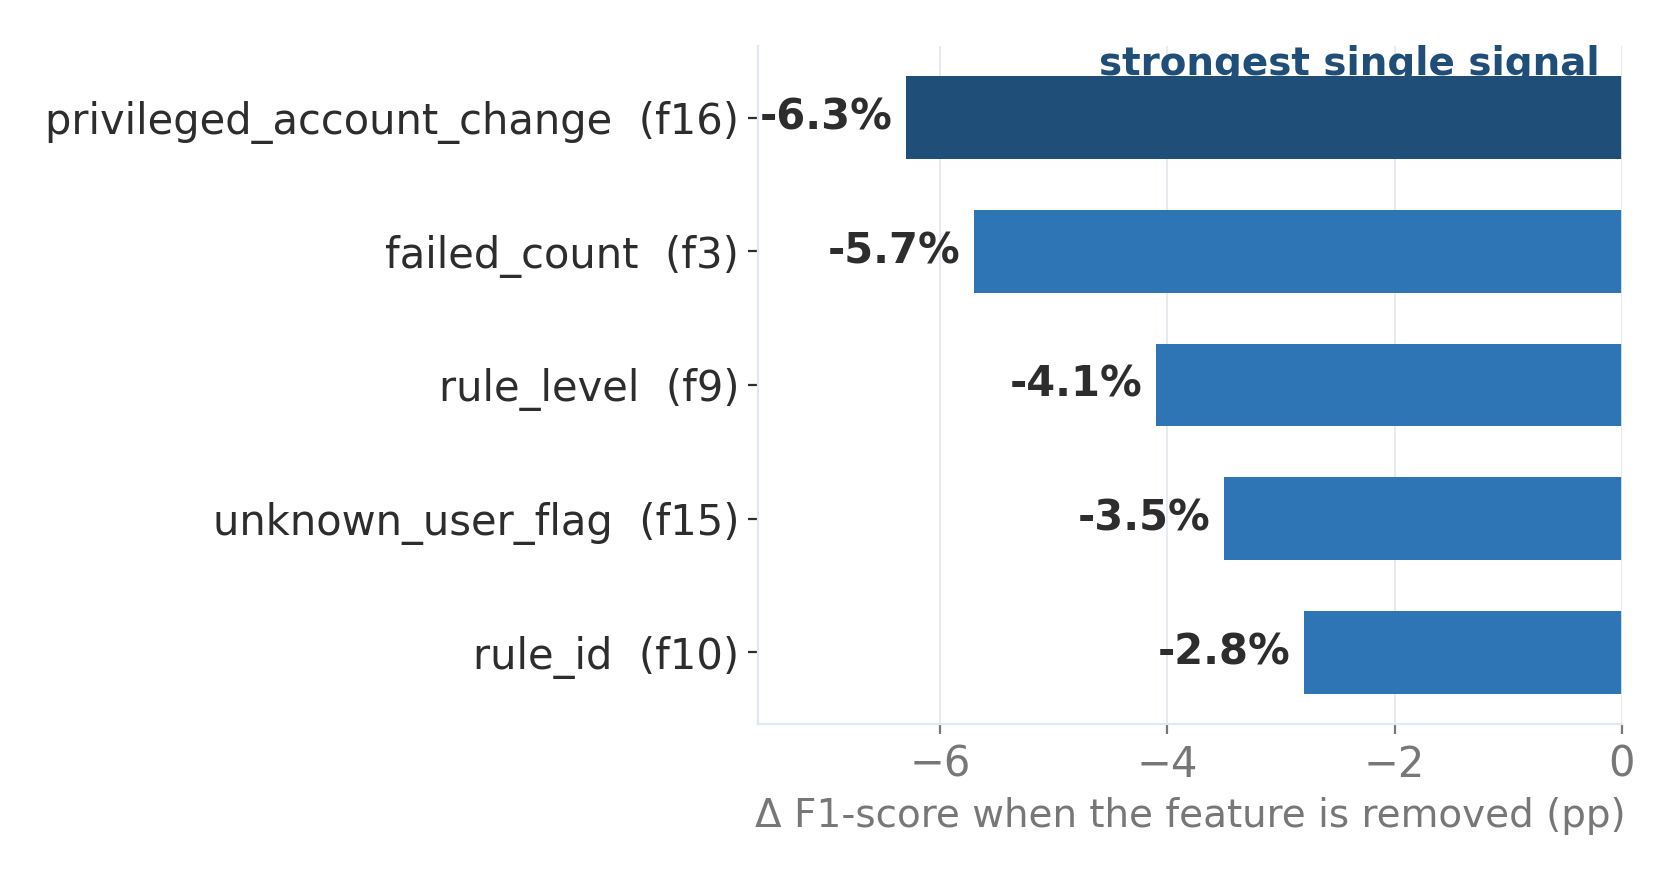 strongest single signal
privileged_account_change (f16) -6.3%
failed_count (f3) -5.7%
rule_level (f9) -4.1%
unknown_user_flag (f15) -3.5%
rule_id (f10) -2.8%
−6 −4 −2 0
Δ F1-score when the feature is removed (pp)